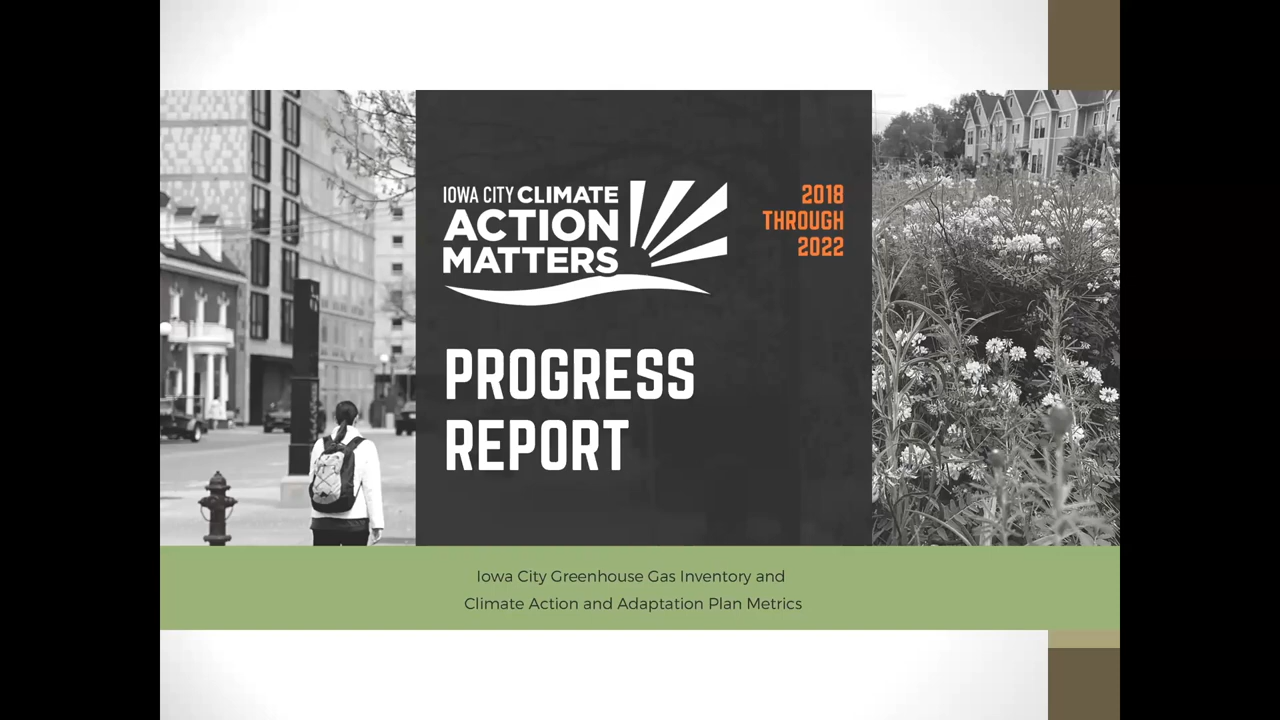 IOWA CITY CLIMATE
ACTION
MATTERS
2018
THROUGH
2022
PROGRESS
REPORT
Iowa City Greenhouse Gas Inventory and
Climate Action and Adaptation Plan Metrics